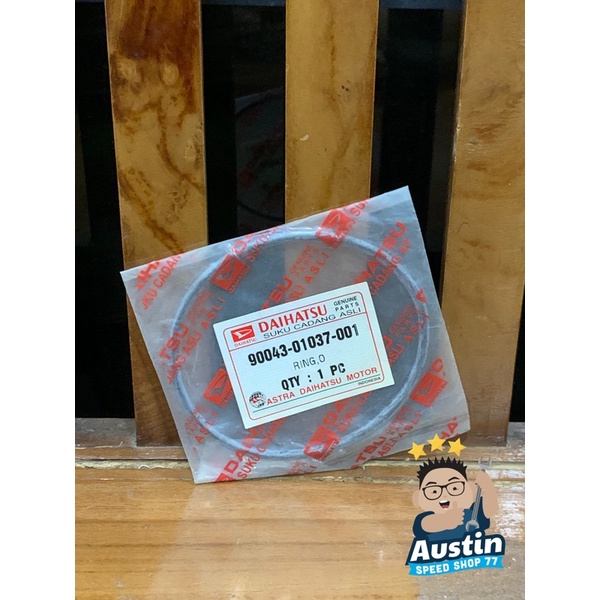 DAIHATSU
DAIHATSU
GENUINE
PARTS
SUKU CADANG ASLI
90043-01037-001
RING,O
QTY : 1 PC
ASTRA DAIHATSU MOTOR
INDONESIA
Austin
SPEED SHOP 77